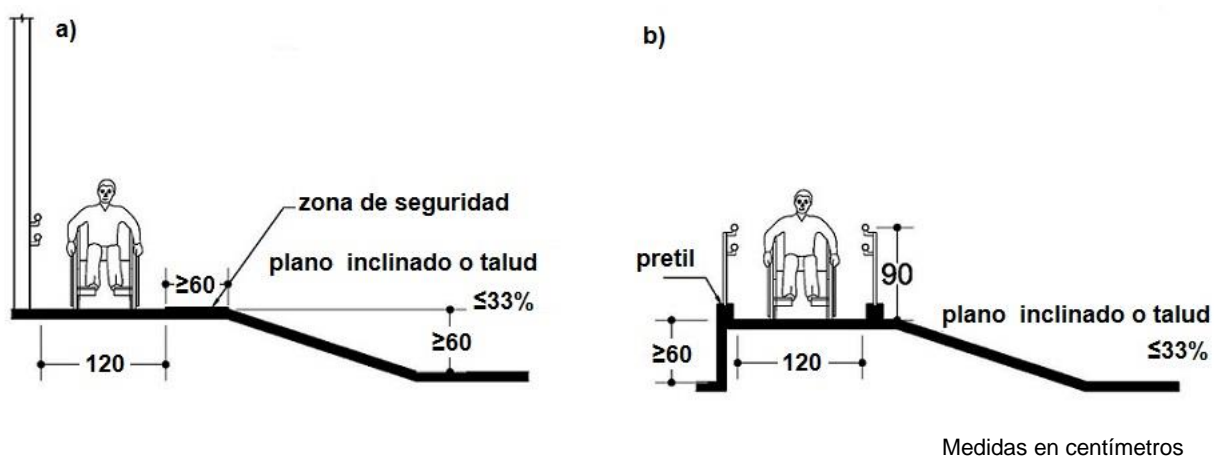 a)
zona de seguridad
plano inclinado o talud
≥60
≤33%
≥60
120
b)
pretil
90
plano inclinado o talud
≤33%
≥60
120
Medidas en centímetros